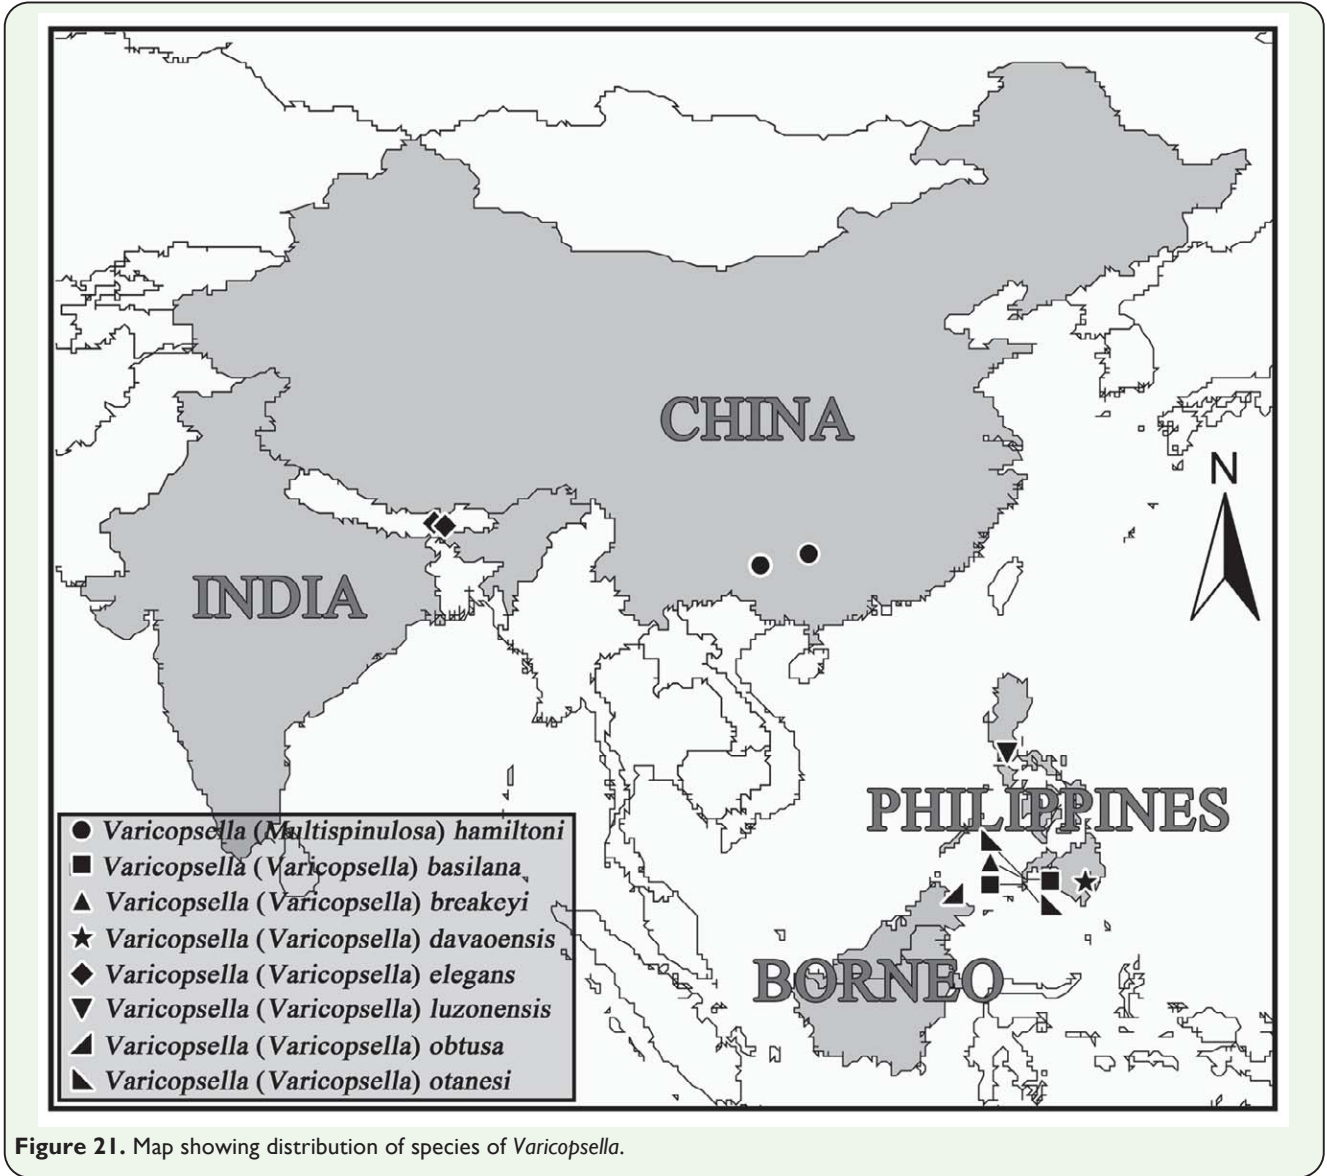 CHINA
N
INDIA
PHILIPPINES
BORNEO
Varicopsella (Multispinulosa) hamiltoni
Varicopsella (Varicopsella) basilana
Varicopsella (Varicopsella) breakeyi
Varicopsella (Varicopsella) davaoensis
Varicopsella (Varicopsella) elegans
Varicopsella (Varicopsella) luzonensis
Varicopsella (Varicopsella) obtusa
Varicopsella (Varicopsella) otanesi
Figure 21. Map showing distribution of species of Varicopsella.